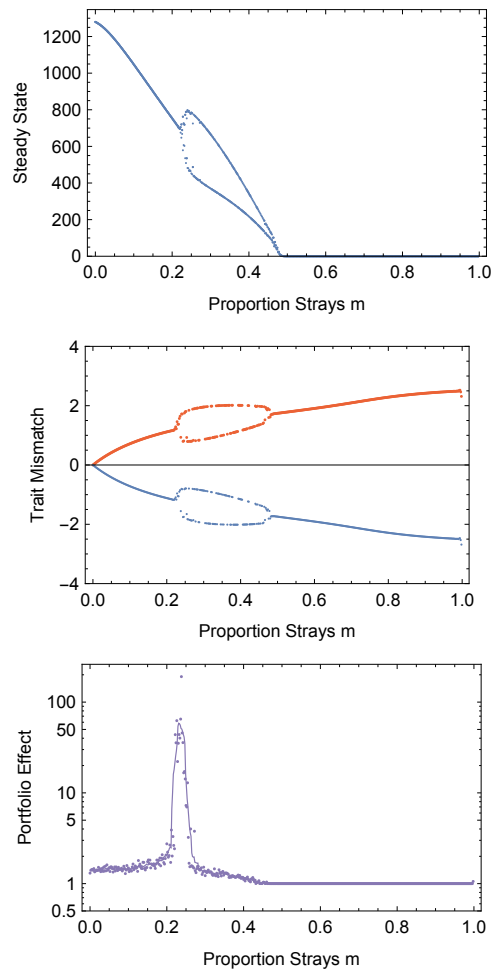 Steady State
1200
1000
800
600
400
200
0
0.0 0.2 0.4 0.6 0.8 1.0
Proportion Strays m
Trait Mismatch
4
2
0
−2
−4
0.0 0.2 0.4 0.6 0.8 1.0
Proportion Strays m
Portfolio Effect
100
50
10
5
1
0.5
0.0 0.2 0.4 0.6 0.8 1.0
Proportion Strays m